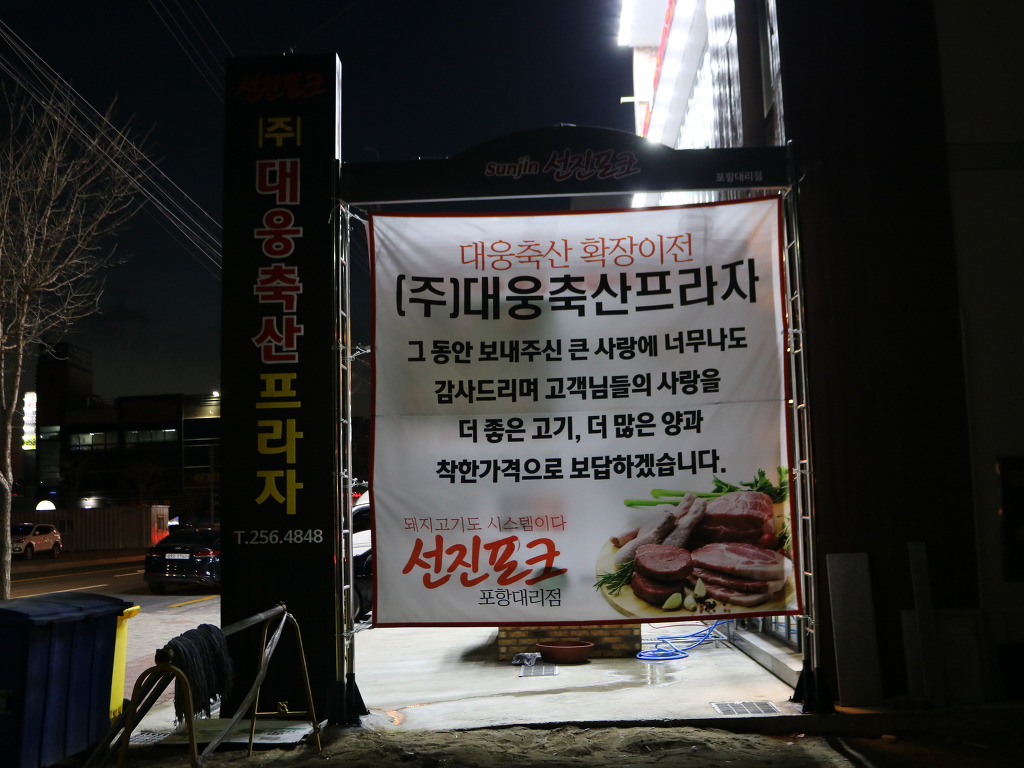 선진포크
(주)대웅축산프라자
T.256.4848
Sunjin 선진포크
포항대리점
대웅축산 확장이전
(주)대웅축산프라자
그 동안 보내주신 큰 사랑에 너무나도
감사드리며 고객님들의 사랑을
더 좋은 고기, 더 많은 양과
착한가격으로 보답하겠습니다.
돼지고기도 시스템이다
선진포크
포항대리점